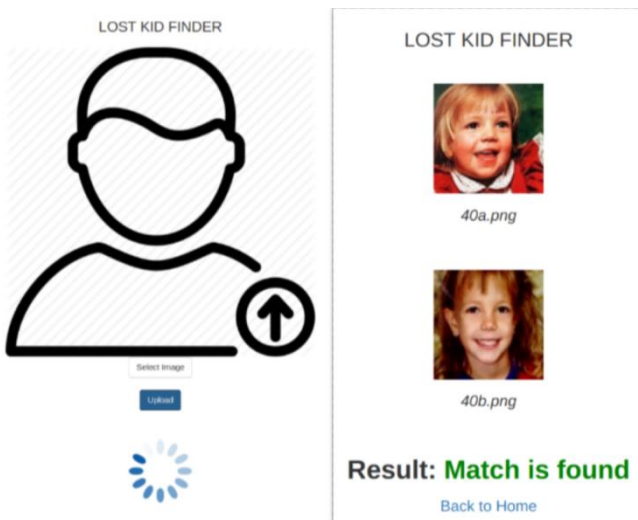 LOST KID FINDER
Select Image
Upload
LOST KID FINDER
40a.png
40b.png
Result: Match is found
Back to Home